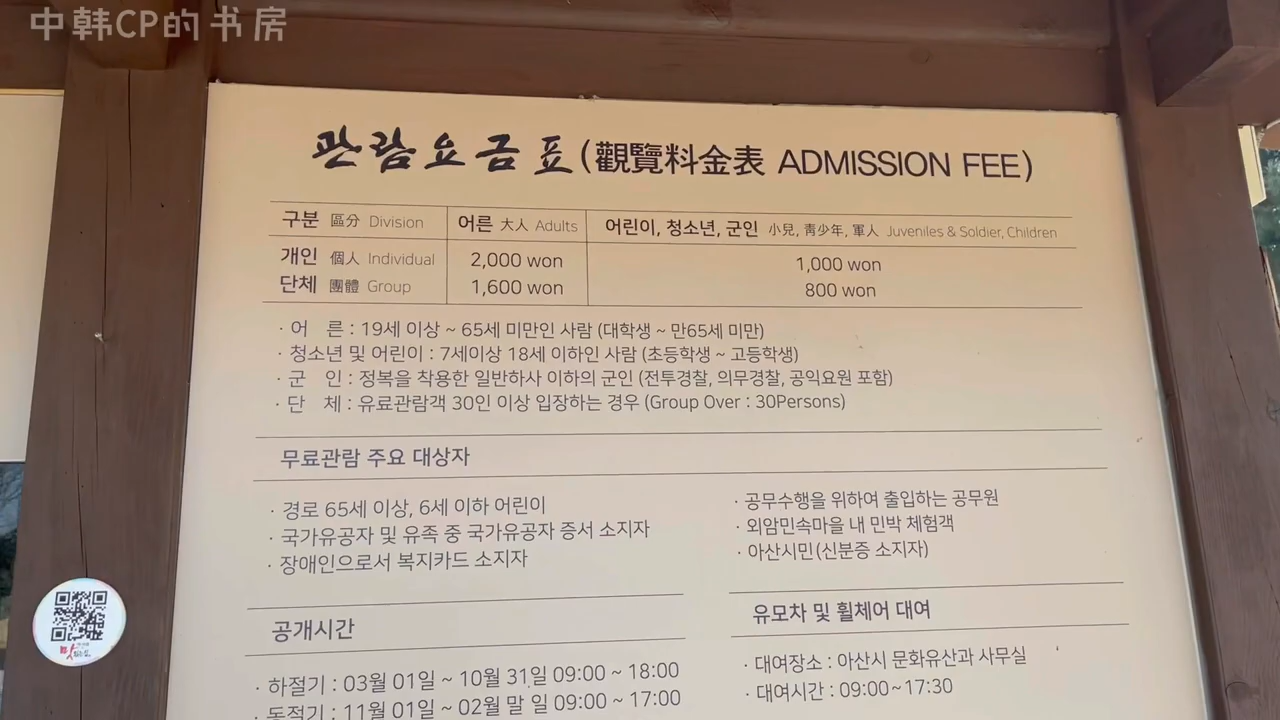 中韩CP的书房
관람요금표(觀覽料金表 ADMISSION FEE)
구분 區分 Division 어른 大人 Adults 어린이, 청소년, 군인 小兒, 靑少年, 軍人 Juveniles & Soldier, Children
개인 個人 Individual 2,000 won 1,000 won
단체 團體 Group 1,600 won 800 won
· 어 른 : 19세 이상 ~ 65세 미만인 사람 (대학생 ~ 만65세 미만)
· 청소년 및 어린이 : 7세이상 18세 이하인 사람 (초등학생 ~ 고등학생)
· 군 인 : 정복을 착용한 일반하사 이하의 군인 (전투경찰, 의무경찰, 공익요원 포함)
· 단 체 : 유료관람객 30인 이상 입장하는 경우 (Group Over : 30Persons)
무료관람 주요 대상자
· 경로 65세 이상, 6세 이하 어린이
· 국가유공자 및 유족 중 국가유공자 증서 소지자
· 장애인으로서 복지카드 소지자
· 공무수행을 위하여 출입하는 공무원
· 외암민속마을 내 민박 체험객
· 아산시민(신분증 소지자)
공개시간
· 하절기 : 03월 01일 ~ 10월 31일 09:00 ~ 18:00
· 동절기 : 11월 01일 ~ 02월 말 일 09:00 ~ 17:00
유모차 및 휠체어 대여
· 대여장소 : 아산시 문화유산과 사무실
· 대여시간 : 09:00~17:30